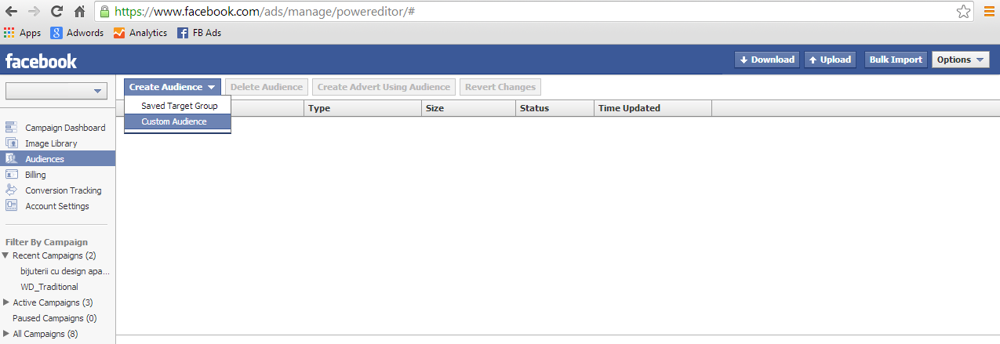 https://www.facebook.com/ads/manage/powereditor/#
Apps Adwords Analytics FB Ads
facebook Download Upload Bulk Import Options
Create Audience Delete Audience Create Advert Using Audience Revert Changes
Saved Target Group
Custom Audience
Type Size Status Time Updated
Campaign Dashboard
Image Library
Audiences
Billing
Conversion Tracking
Account Settings
Filter By Campaign
Recent Campaigns (2)
bijuterii cu design apa...
WD_Traditional
Active Campaigns (3)
Paused Campaigns (0)
All Campaigns (8)